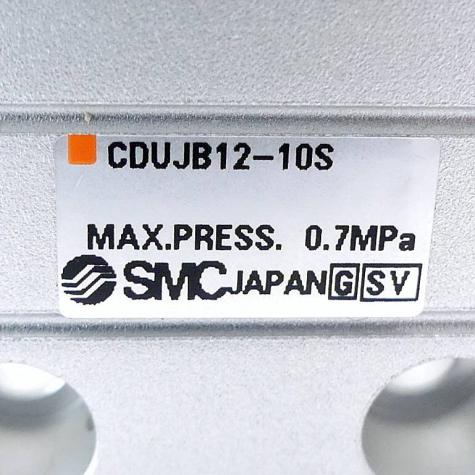 CDUJB12-10S
MAX.PRESS. 0.7MPa
SMC JAPAN G SV